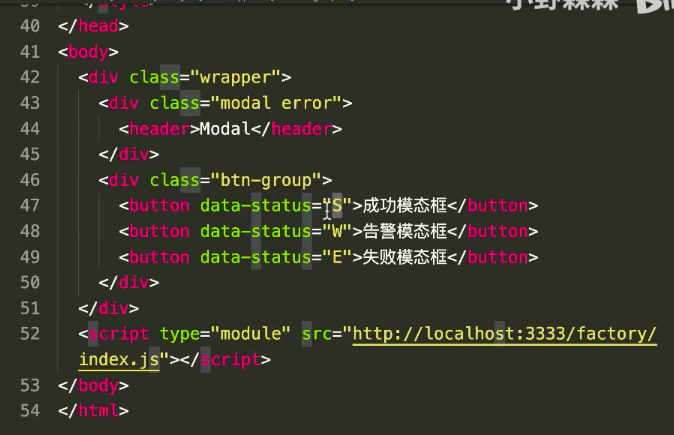 小野森森
39 </style>
40 </head>
41 <body>
42 <div class="wrapper">
43 <div class="modal error">
44 <header>Modal</header>
45 </div>
46 <div class="btn-group">
47 <button data-status="S">成功模态框</button>
48 <button data-status="W">告警模态框</button>
49 <button data-status="E">失败模态框</button>
50 </div>
51 </div>
52 <script type="module" src="http://localhost:3333/factory/
index.js"></script>
53 </body>
54 </html>